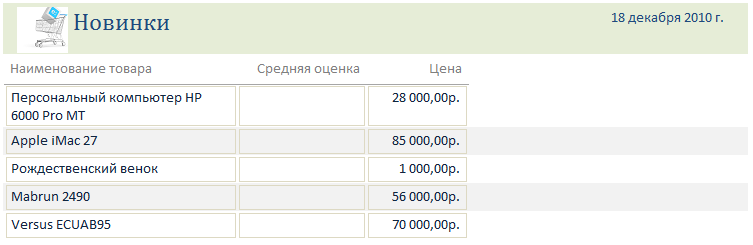 Новинки
18 декабря 2010 г.
Наименование товара Средняя оценка Цена
Персональный компьютер HP 28 000,00р.
6000 Pro MT
Apple iMac 27 85 000,00р.
Рождественский венок 1 000,00р.
Mabrun 2490 56 000,00р.
Versus ECUAB95 70 000,00р.